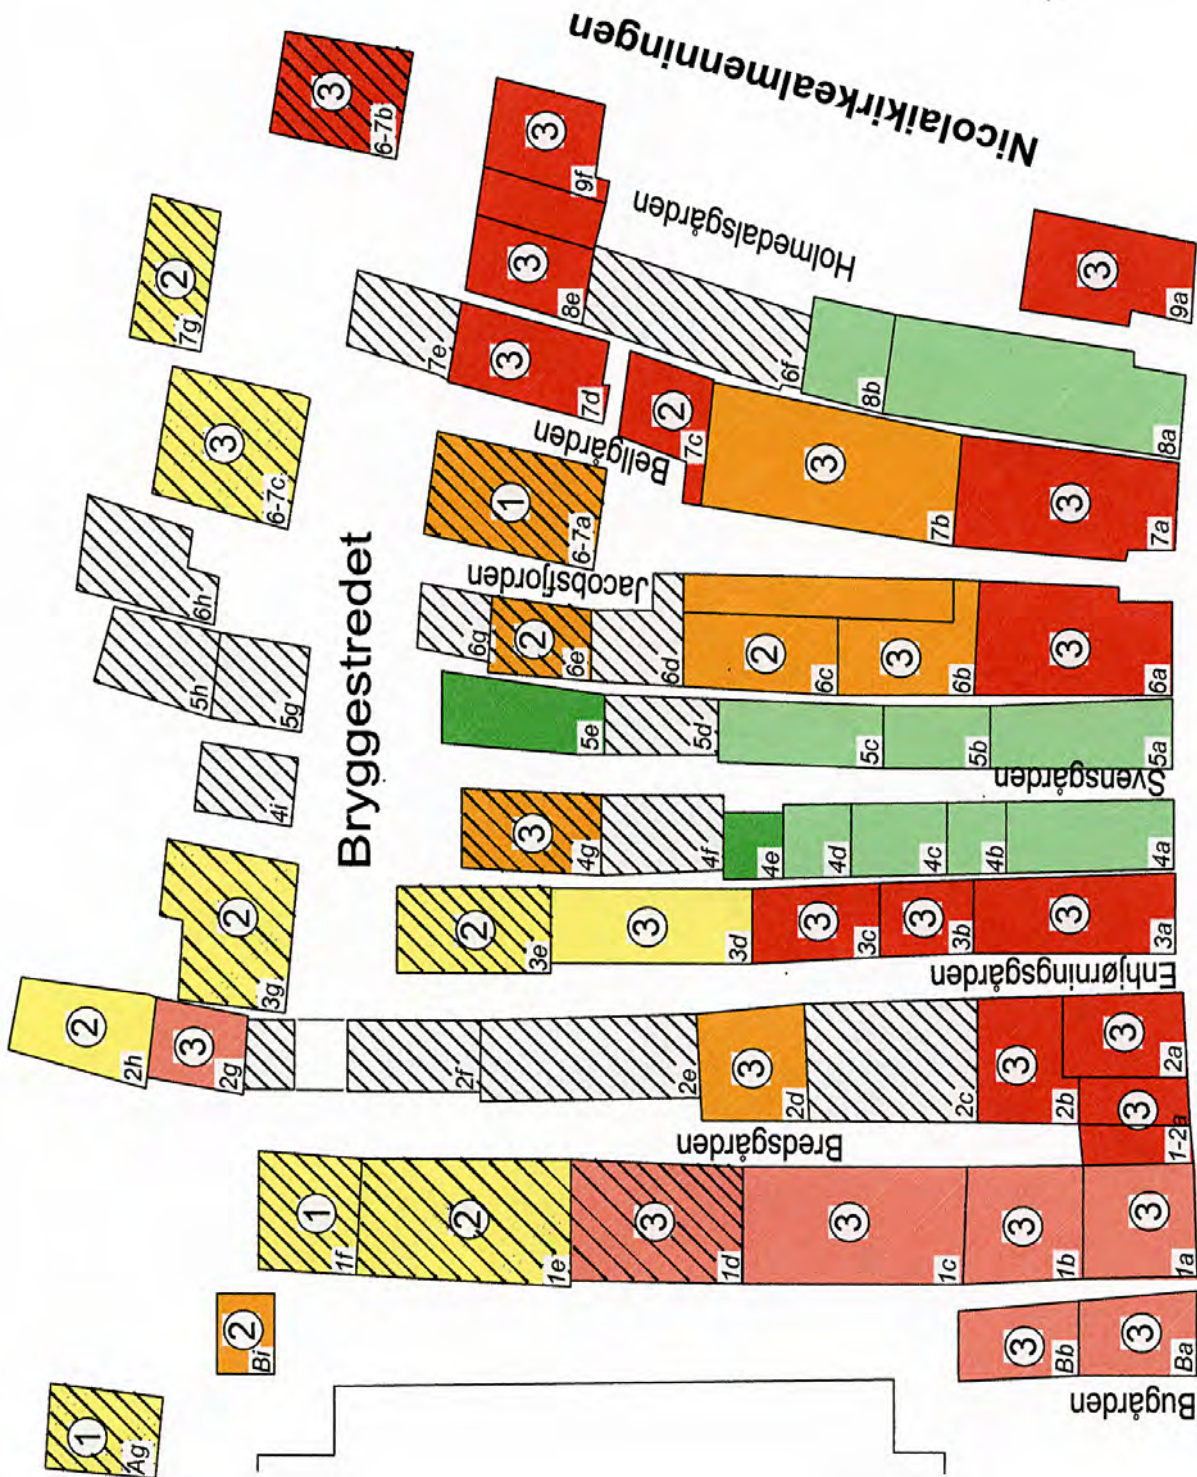 Nicolaikirkealmenningen
3
6-7b
2
7g
3
6-7c
3
9f
3
8e
Holmedalsgården
3
9a
7e
3
7d
6f
8b
8a
Bellgården
2
7c
3
7b
3
7a
1
6-7a
Jacobsfjorden
6h
5h
5g
6g
2
6e
6d
2
6c
3
6b
3
6a
Bryggestredet
5e
5d
5c
5b
5a
Svensgården
4i
3
4g
4f
4e
4d
4c
4b
4a
2
3g
2
3e
3
3d
3
3c
3
3b
3
3a
Enhjørningsgården
2
2h
3
2g
2f
2e
3
2d
2c
3
2b
3
2a
3
1-2a
Bredsgården
1
1f
2
1e
3
1d
3
1c
3
1b
3
1a
2
Bi
3
Bb
3
Ba
Bugården
1
Ag